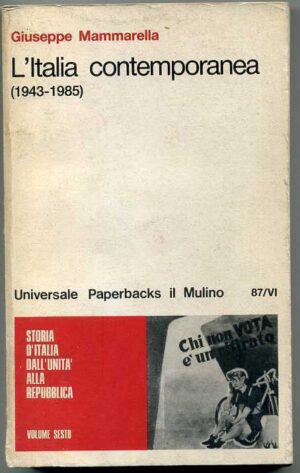 Giuseppe Mammarella
L'Italia contemporanea
(1943-1985)
Universale Paperbacks il Mulino 87/VI
STORIA
D'ITALIA
DALL'UNITA'
ALLA
REPUBBLICA
VOLUME SESTO
Chi non VOTA
è un